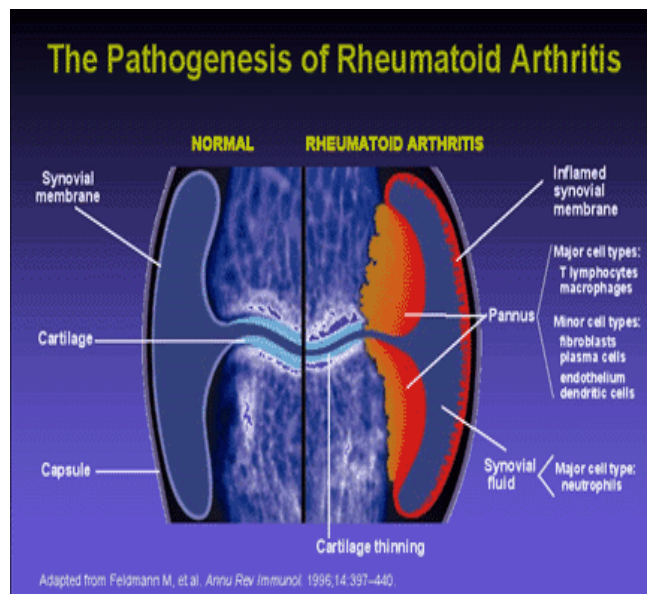 The Pathogenesis of Rheumatoid Arthritis
NORMAL
RHEUMATOID ARTHRITIS
Synovial
membrane
Cartilage
Capsule
Inflamed
synovial
membrane
Major cell types:
T lymphocytes
macrophages
Pannus
Minor cell types:
fibroblasts
plasma cells
endothelium
dendritic cells
Synovial
fluid
Major cell type:
neutrophils
Cartilage thinning
Adapted from Feldmann M, et al. Annu Rev Immunol. 1996;14:397–440.